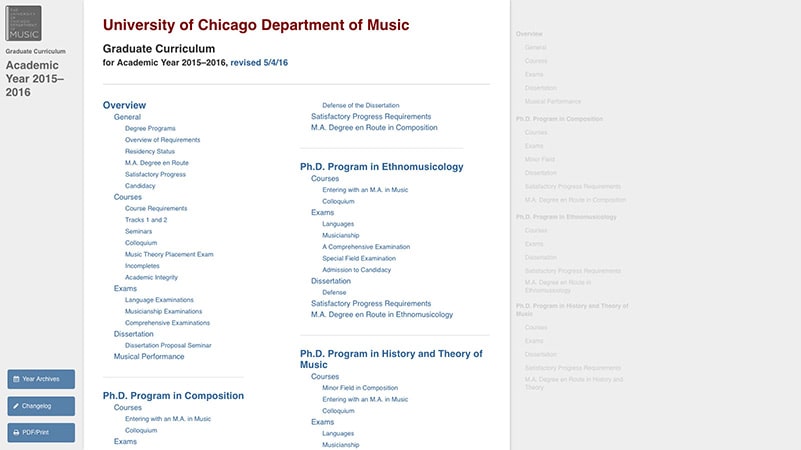 THE
UNIVERSITY
OF
CHICAGO
DEPARTMENT
OF
MUSIC
Graduate Curriculum
Academic
Year 2015–
2016
Year Archives
Changelog
PDF/Print
University of Chicago Department of Music
Graduate Curriculum
for Academic Year 2015–2016, revised 5/4/16
Overview
General
Degree Programs
Overview of Requirements
Residency Status
M.A. Degree en Route
Satisfactory Progress
Candidacy
Courses
Course Requirements
Tracks 1 and 2
Seminars
Colloquium
Music Theory Placement Exam
Incompletes
Academic Integrity
Exams
Language Examinations
Musicianship Examinations
Comprehensive Examinations
Dissertation
Dissertation Proposal Seminar
Musical Performance
Ph.D. Program in Composition
Courses
Entering with an M.A. in Music
Colloquium
Exams
Defense of the Dissertation
Satisfactory Progress Requirements
M.A. Degree en Route in Composition
Ph.D. Program in Ethnomusicology
Courses
Entering with an M.A. in Music
Colloquium
Exams
Languages
Musicianship
A Comprehensive Examination
Special Field Examination
Admission to Candidacy
Dissertation
Defense
Satisfactory Progress Requirements
M.A. Degree en Route in Ethnomusicology
Ph.D. Program in History and Theory of
Music
Courses
Minor Field in Composition
Entering with an M.A. in Music
Colloquium
Exams
Languages
Musicianship
Overview
General
Courses
Exams
Dissertation
Musical Performance
Ph.D. Program in Composition
Courses
Exams
Minor Field
Dissertation
Satisfactory Progress Requirements
M.A. Degree en Route in Composition
Ph.D. Program in Ethnomusicology
Courses
Exams
Dissertation
Satisfactory Progress Requirements
M.A. Degree en Route in
Ethnomusicology
Ph.D. Program in History and Theory of
Music
Courses
Exams
Dissertation
Satisfactory Progress Requirements
M.A. Degree en Route in History and
Theory